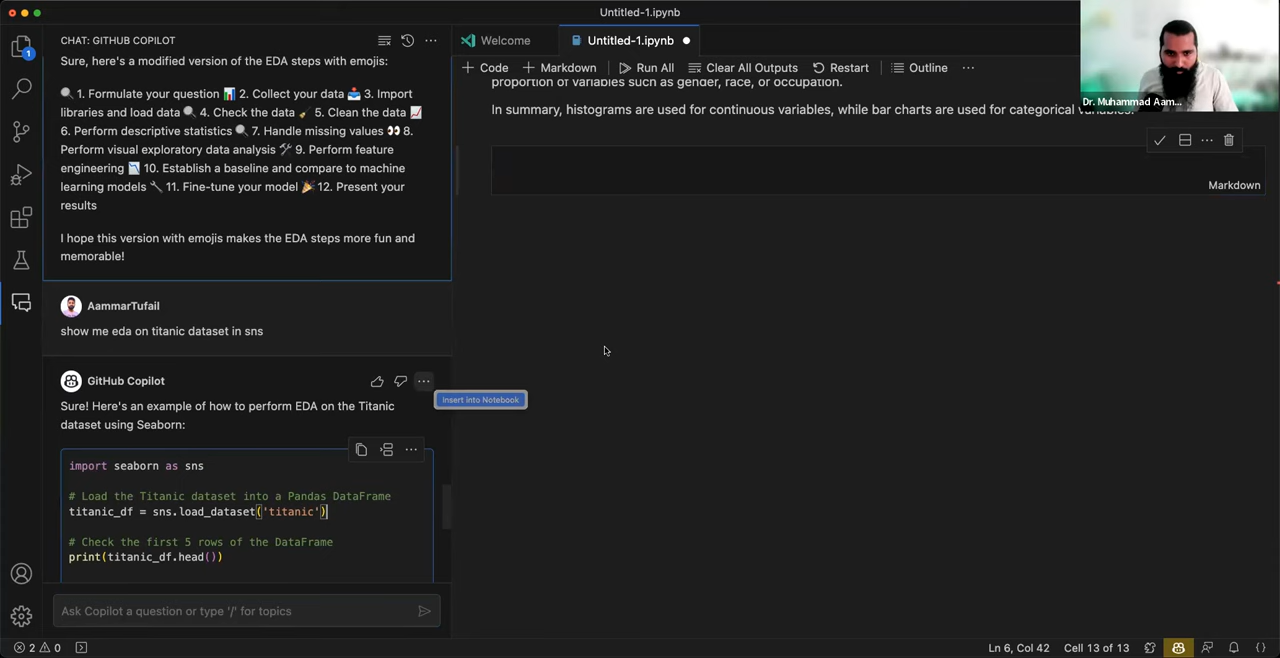 Untitled-1.ipynb
CHAT: GITHUB COPILOT
Sure, here's a modified version of the EDA steps with emojis:
🔍 1. Formulate your question 📊 2. Collect your data 📥 3. Import
libraries and load data 🔍 4. Check the data 🧹 5. Clean the data 📈
6. Perform descriptive statistics 🔍 7. Handle missing values 👀 8.
Perform visual exploratory data analysis 🛠 9. Perform feature
engineering 📉 10. Establish a baseline and compare to machine
learning models 🔧 11. Fine-tune your model 🎉 12. Present your
results
I hope this version with emojis makes the EDA steps more fun and
memorable!
AammarTufail
show me eda on titanic dataset in sns
GitHub Copilot
Insert into Notebook
Sure! Here's an example of how to perform EDA on the Titanic
dataset using Seaborn:
import seaborn as sns
# Load the Titanic dataset into a Pandas DataFrame
titanic_df = sns.load_dataset('titanic')
# Check the first 5 rows of the DataFrame
print(titanic_df.head())
Ask Copilot a question or type '/' for topics
Welcome
Untitled-1.ipynb
+ Code + Markdown Run All Clear All Outputs Restart Outline ...
proportion of variables such as gender, race, or occupation.
In summary, histograms are used for continuous variables, while bar charts are used for categorical variables.
Markdown
Dr. Muhammad Aam...
1
2 0
Ln 6, Col 42 Cell 13 of 13